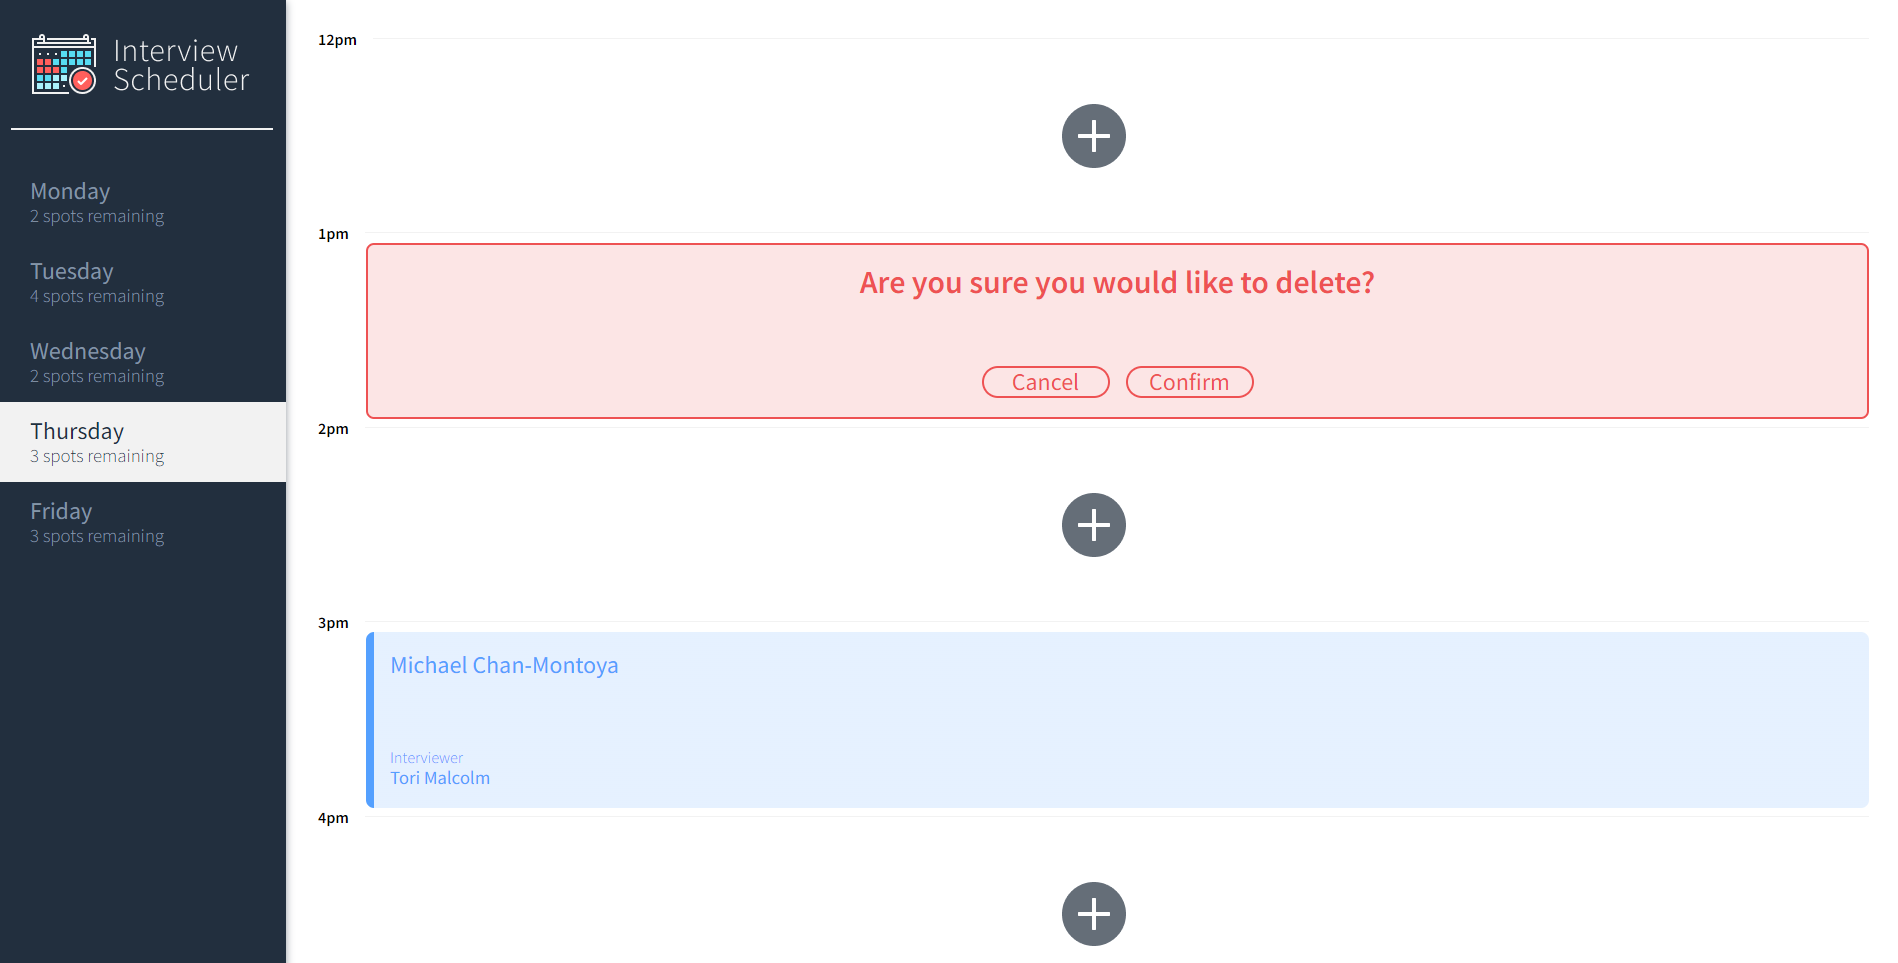 Interview
Scheduler
Monday
2 spots remaining
Tuesday
4 spots remaining
Wednesday
2 spots remaining
Thursday
3 spots remaining
Friday
3 spots remaining
12pm
1pm
Are you sure you would like to delete?
Cancel Confirm
2pm
3pm
Michael Chan-Montoya
Interviewer
Tori Malcolm
4pm